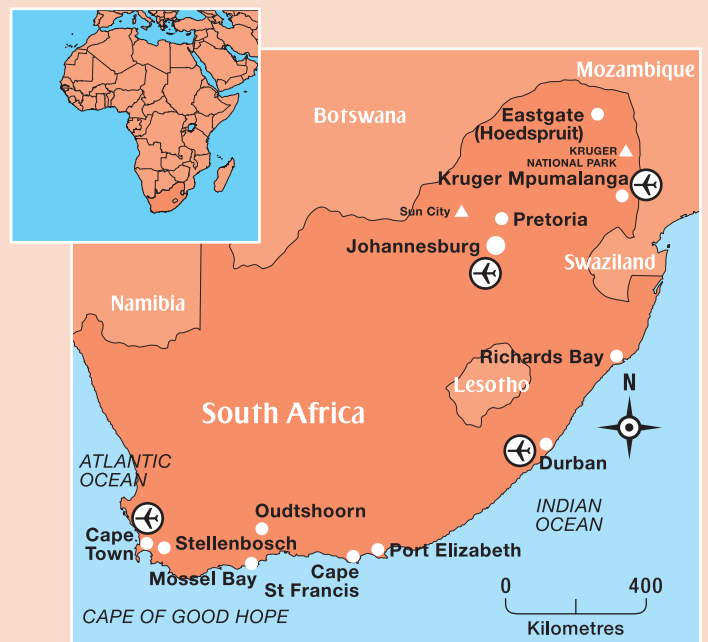 Mozambique
Botswana
Eastgate
(Hoedspruit)
KRUGER
NATIONAL PARK
Kruger Mpumalanga
Sun City
Pretoria
Johannesburg
Swaziland
Namibia
Richards Bay
Lesotho
N
South Africa
ATLANTIC
OCEAN
Durban
INDIAN
OCEAN
Oudtshoorn
Cape
Town
Stellenbosch
Port Elizabeth
Mossel Bay
Cape
St Francis
0 400
Kilometres
CAPE OF GOOD HOPE